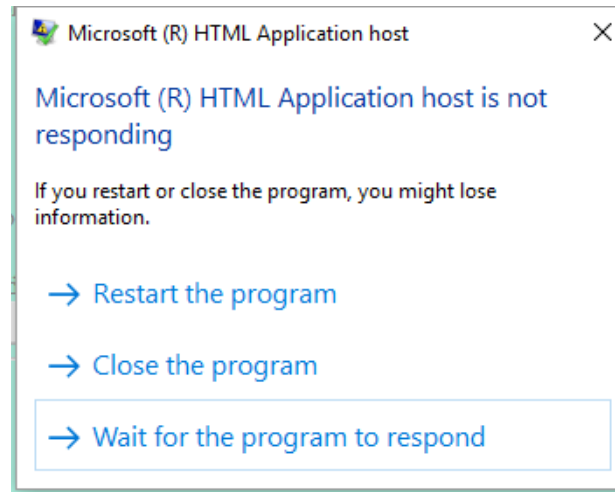 Microsoft (R) HTML Application host
Microsoft (R) HTML Application host is not
responding
If you restart or close the program, you might lose
information.
→ Restart the program
→ Close the program
→ Wait for the program to respond